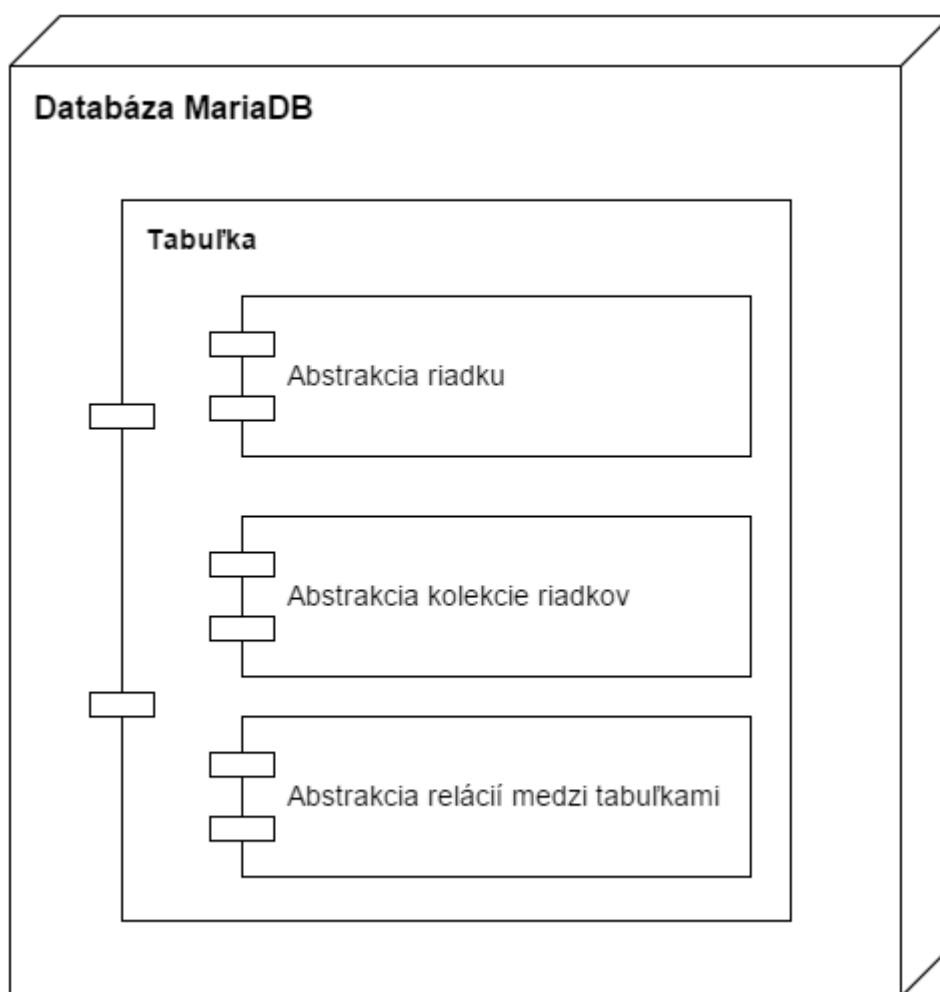 Databáza MariaDB
Tabuľka
Abstrakcia riadku
Abstrakcia kolekcie riadkov
Abstrakcia relácií medzi tabuľkami